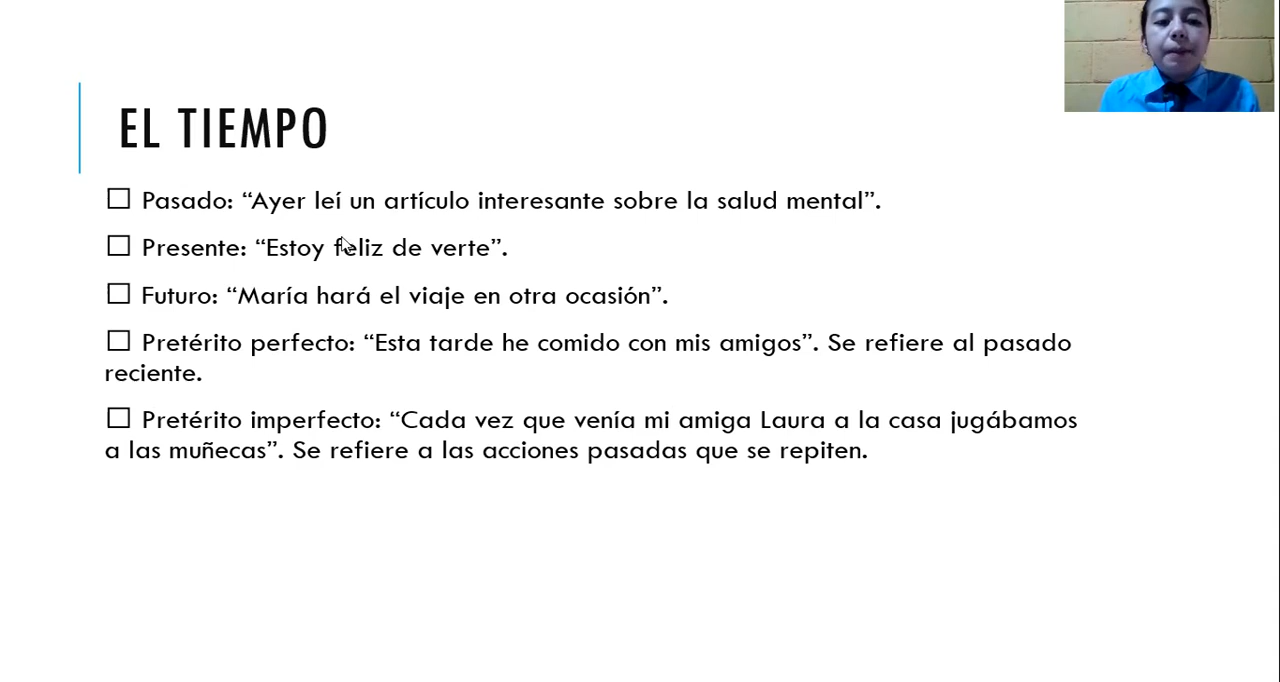 EL TIEMPO
☐ Pasado: “Ayer leí un artículo interesante sobre la salud mental”.
☐ Presente: “Estoy feliz de verte”.
☐ Futuro: “María hará el viaje en otra ocasión”.
☐ Pretérito perfecto: “Esta tarde he comido con mis amigos”. Se refiere al pasado
reciente.
☐ Pretérito imperfecto: “Cada vez que venía mi amiga Laura a la casa jugábamos
a las muñecas”. Se refiere a las acciones pasadas que se repiten.